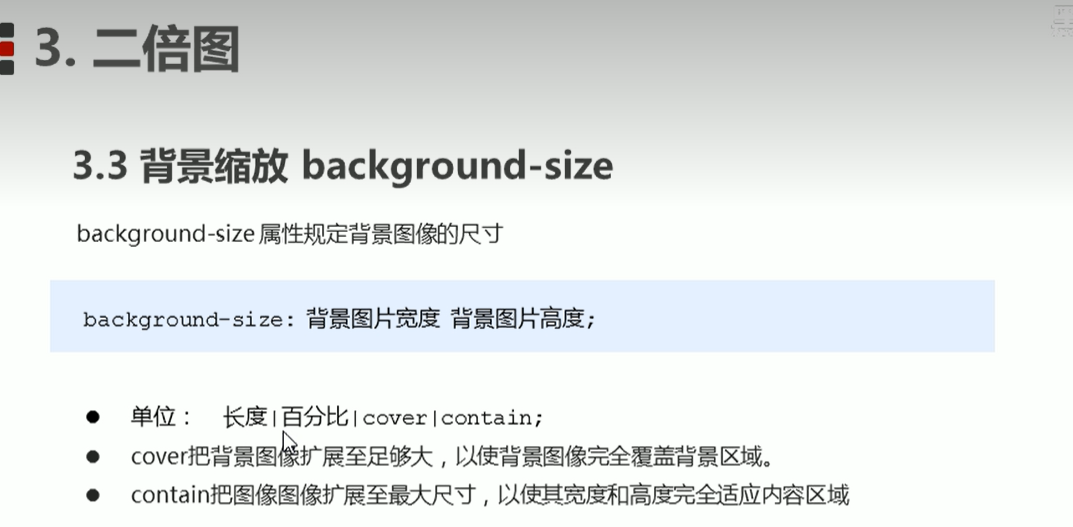 3. 二倍图
3.3 背景缩放 background-size
background-size 属性规定背景图像的尺寸
background-size: 背景图片宽度 背景图片高度;
● 单位： 长度|百分比|cover|contain;
● cover把背景图像扩展至足够大，以使背景图像完全覆盖背景区域。
● contain把图像图像扩展至最大尺寸，以使其宽度和高度完全适应内容区域